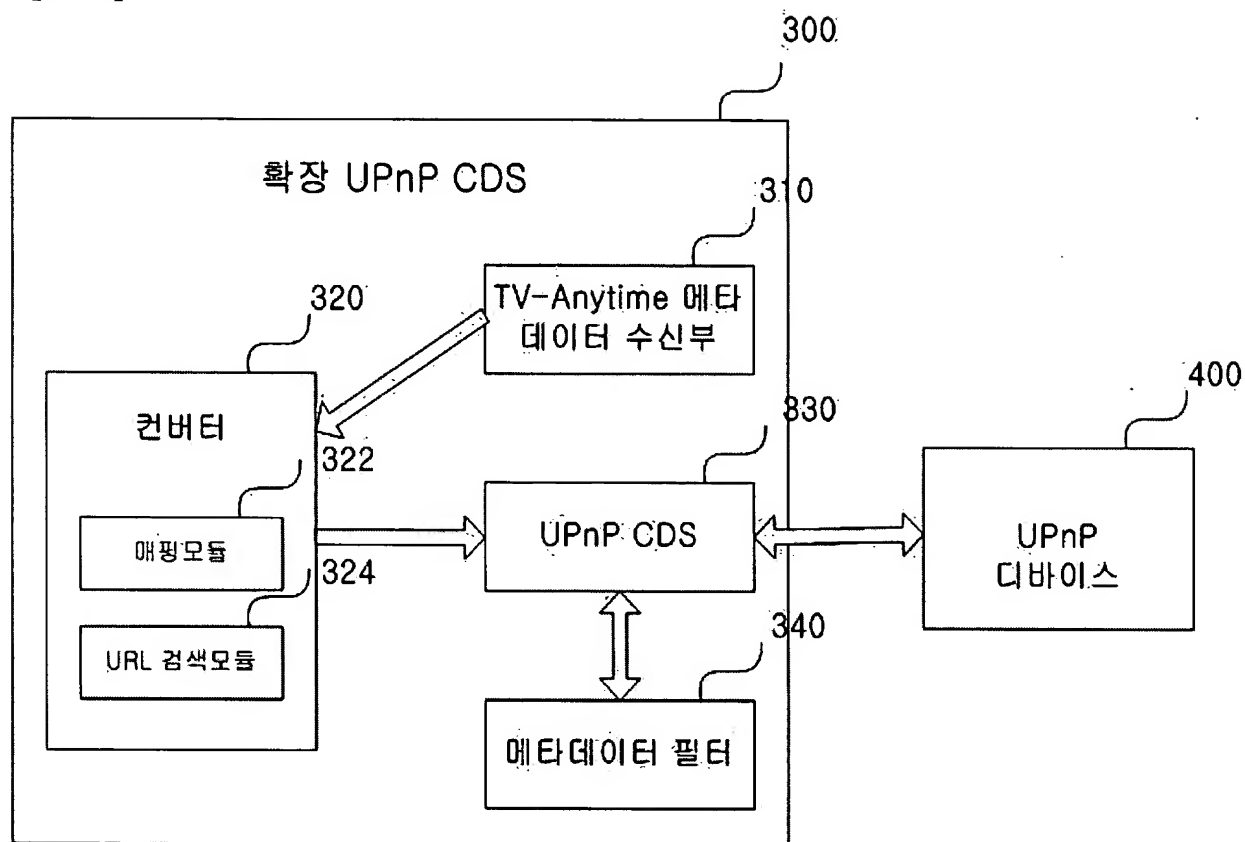 300
확장 UPnP CDS
310
TV-Anytime 메타
데이터 수신부
320
컨버터
322
매핑모듈
324
URL 검색모듈
330
UPnP CDS
340
메타데이터 필터
400
UPnP
디바이스